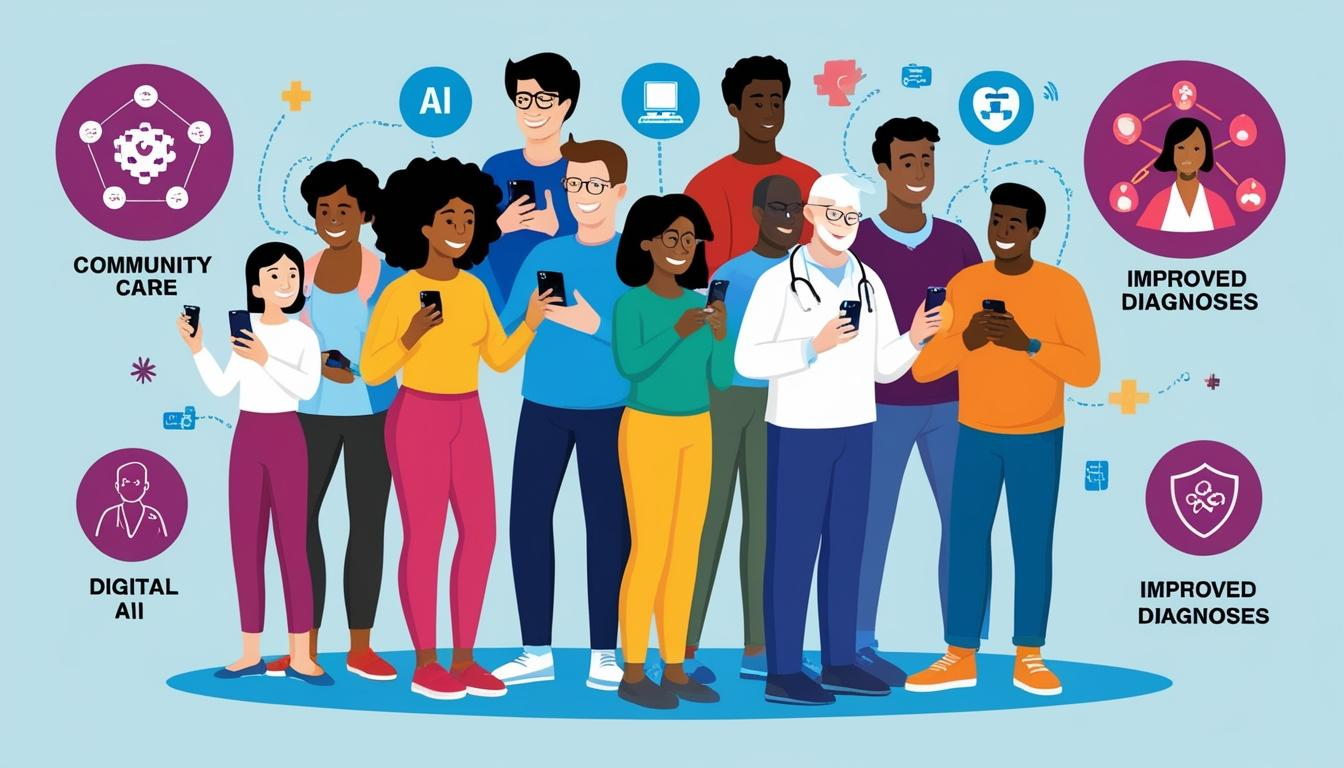 AI
COMMUNITY
CARE
IMPROVED
DIAGNOSES
DIGITAL
AII
IMPROVED
DIAGNOSES